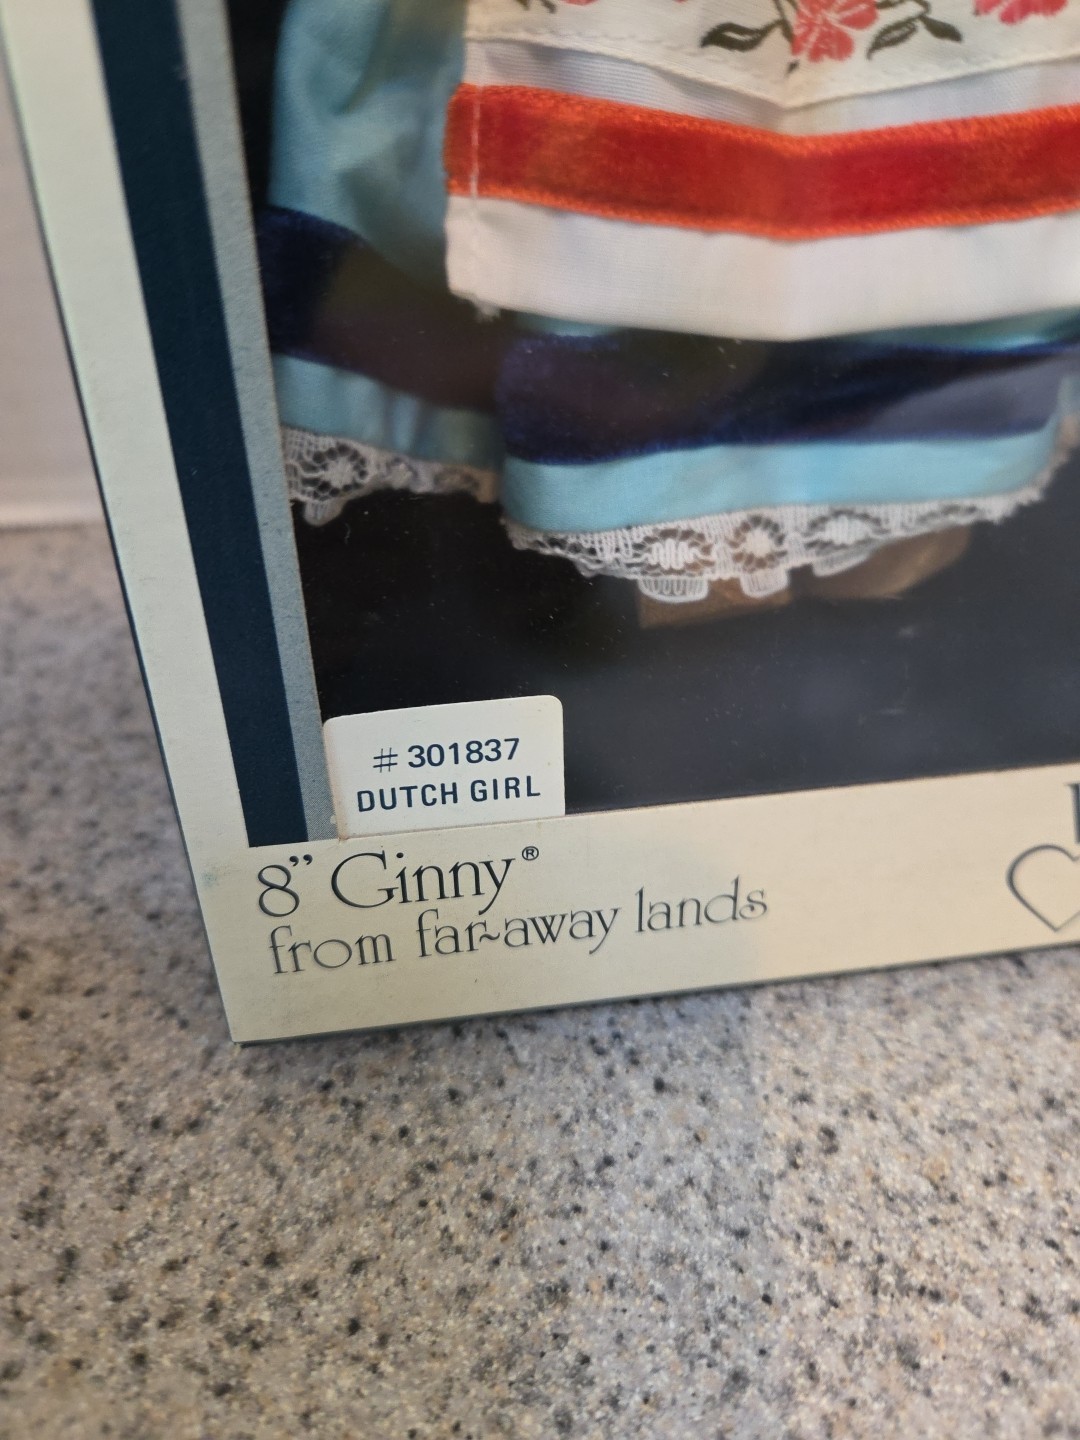 # 301837
DUTCH GIRL
8” Ginny®
from far~away lands